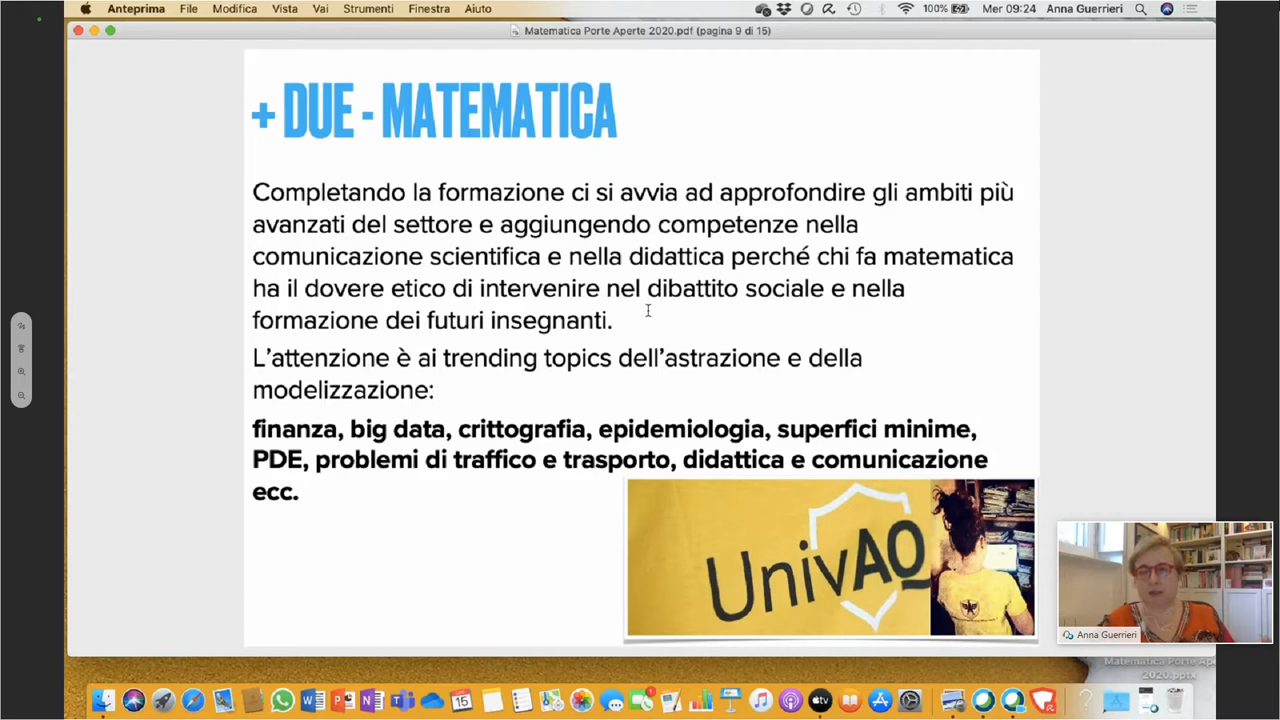 Anteprima File Modifica Vista Vai Strumenti Finestra Aiuto 100% Mer 09:24 Anna Guerrieri
Matematica Porte Aperte 2020.pdf (pagina 9 di 15)
+ DUE - MATEMATICA
Completando la formazione ci si avvia ad approfondire gli ambiti più
avanzati del settore e aggiungendo competenze nella
comunicazione scientifica e nella didattica perché chi fa matematica
ha il dovere etico di intervenire nel dibattito sociale e nella
formazione dei futuri insegnanti.
L’attenzione è ai trending topics dell’astrazione e della
modelizzazione:
finanza, big data, crittografia, epidemiologia, superfici minime,
PDE, problemi di traffico e trasporto, didattica e comunicazione
ecc.
UnivAQ
Anna Guerrieri
Matematica Porte Ape
2020.pptx
15